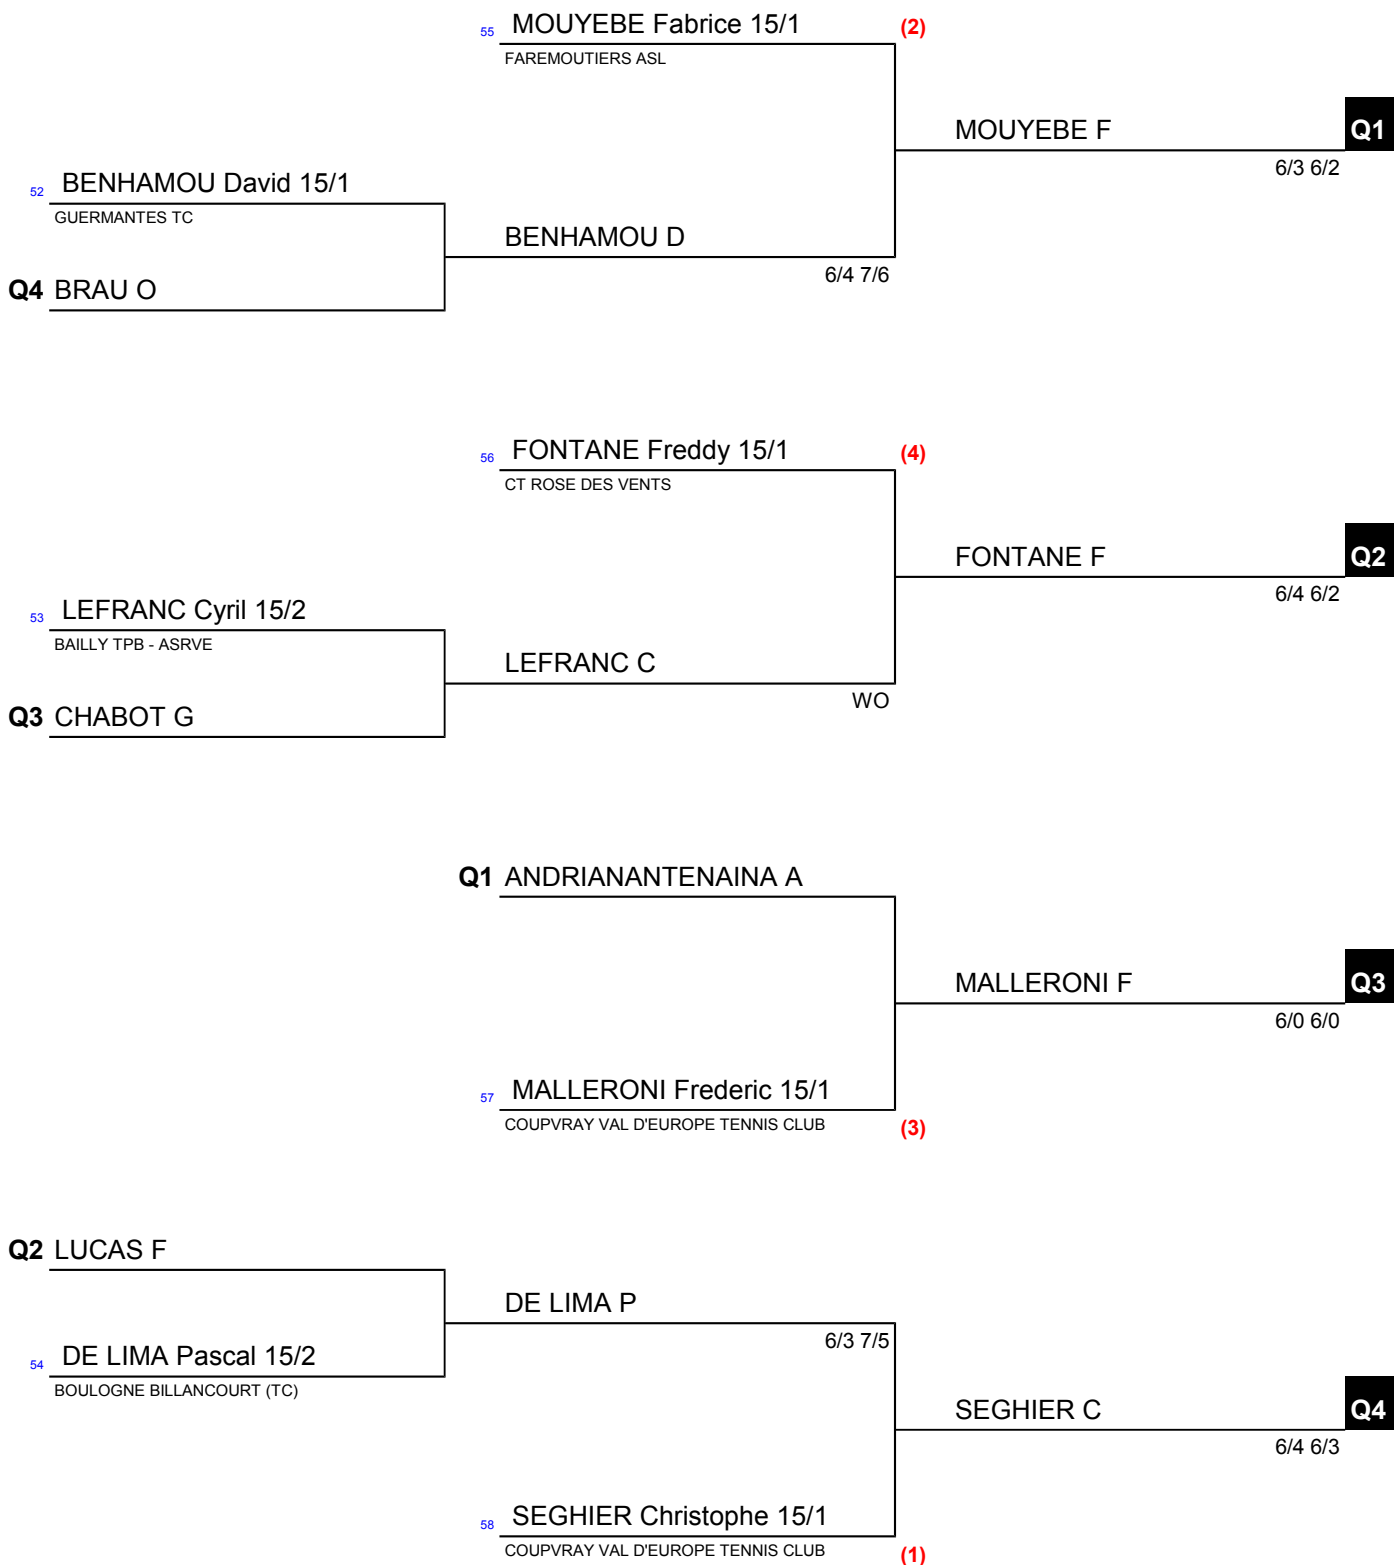 55 MOUYEBE Fabrice 15/1 (2)
FAREMOUTIERS ASL
MOUYEBE F Q1
6/3 6/2
52 BENHAMOU David 15/1
GUERMANTES TC
BENHAMOU D
6/4 7/6
Q4 BRAU O
56 FONTANE Freddy 15/1 (4)
CT ROSE DES VENTS
FONTANE F Q2
6/4 6/2
53 LEFRANC Cyril 15/2
BAILLY TPB - ASRVE
LEFRANC C
WO
Q3 CHABOT G
Q1 ANDRIANANTENAINA A
MALLERONI F Q3
6/0 6/0
57 MALLERONI Frederic 15/1
COUPVRAY VAL D'EUROPE TENNIS CLUB (3)
Q2 LUCAS F
DE LIMA P
6/3 7/5
54 DE LIMA Pascal 15/2
BOULOGNE BILLANCOURT (TC)
SEGHIER C Q4
6/4 6/3
58 SEGHIER Christophe 15/1
COUPVRAY VAL D'EUROPE TENNIS CLUB (1)